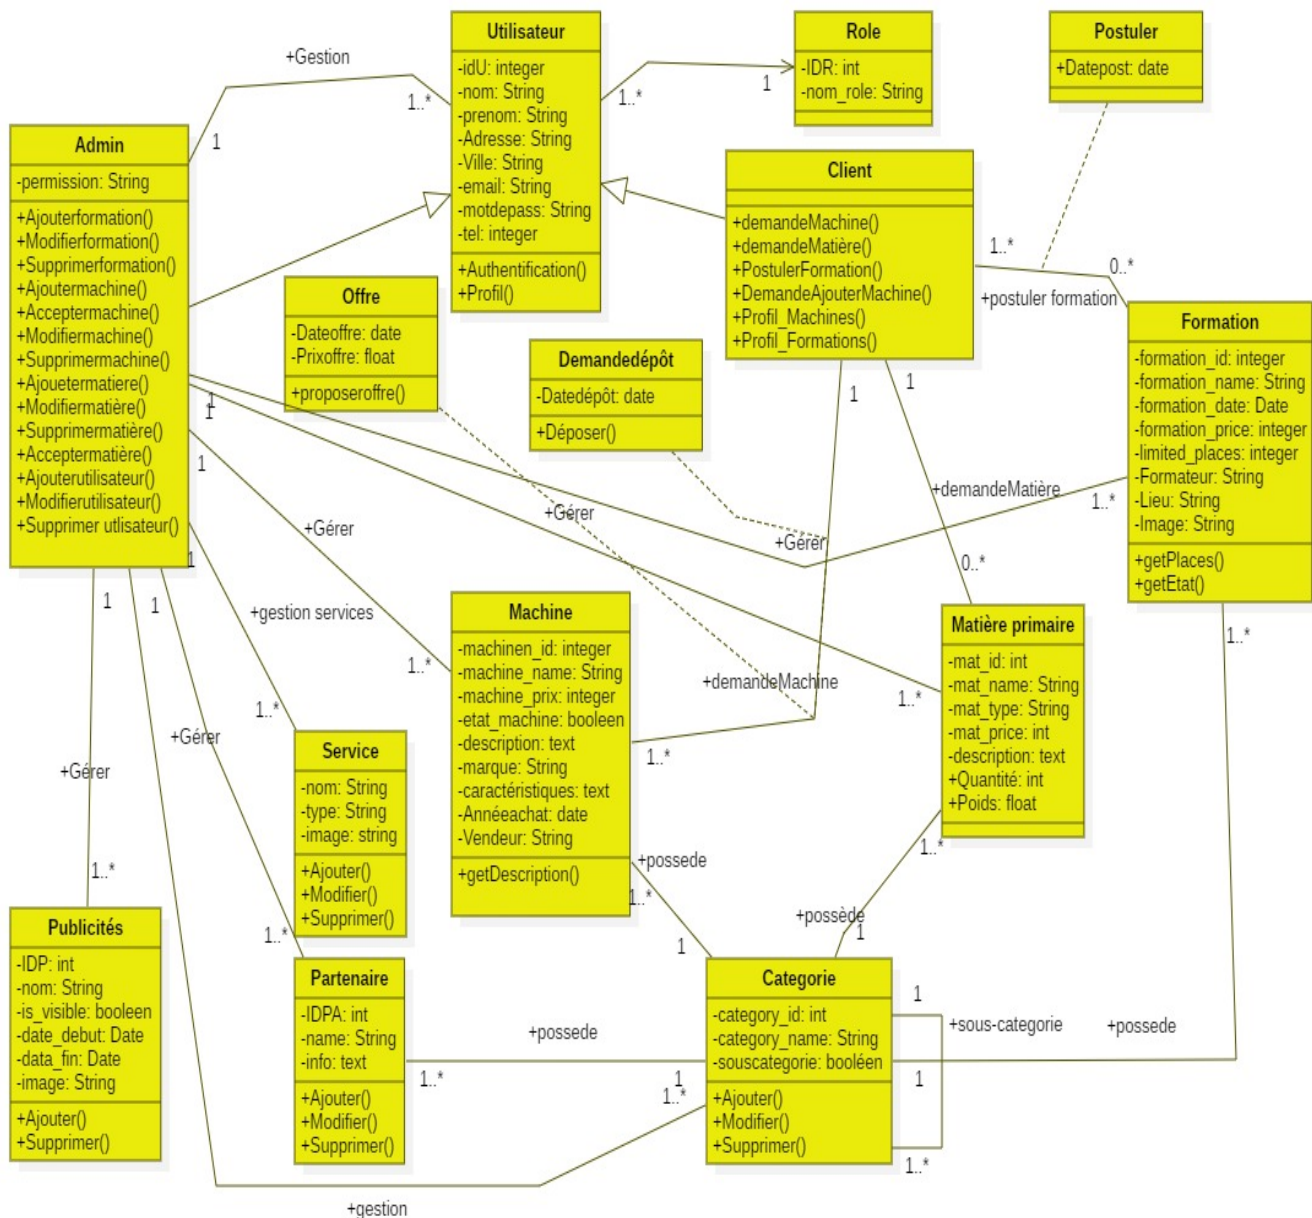 Utilisateur
-idU: integer
-nom: String
-prenom: String
-Adresse: String
-Ville: String
-email: String
-motdepass: String
-tel: integer
+Authentification()
+Profil()
Role
-IDR: int
-nom_role: String
Postuler
+Datepost: date
+Gestion
1
1..*
1..*
1
Admin
-permission: String
+Ajouterformation()
+Modifierformation()
+Supprimerformation()
+Ajoutermachine()
+Acceptermachine()
+Modifiermachine()
+Supprimermachine()
+Ajouetermatiere()
+Modifiermatière()
+Supprimermatière()
+Acceptermatière()
+Ajouterutilisateur()
+Modifierutilisateur()
+Supprimer utlisateur()
Client
+demandeMachine()
+demandeMatière()
+PostulerFormation()
+DemandeAjouterMachine()
+Profil_Machines()
+Profil_Formations()
1..*
0..*
+postuler formation
Offre
-Dateoffre: date
-Prixoffre: float
+proposeroffre()
Demandedépôt
-Datedépôt: date
+Déposer()
Formation
-formation_id: integer
-formation_name: String
-formation_date: Date
-formation_price: integer
-limited_places: integer
-Formateur: String
-Lieu: String
-Image: String
+getPlaces()
+getEtat()
1
1
1
1
1
+demandeMatière
1..*
+Gérer
+Gérer
+Gérer
0..*
1
1
1
1..*
+gestion services
1..*
Machine
-machinen_id: integer
-machine_name: String
-machine_prix: integer
-etat_machine: booleen
-description: text
-marque: String
-caractéristiques: text
-Annéeachat: date
-Vendeur: String
+getDescription()
+demandeMachine
1..*
Matière primaire
-mat_id: int
-mat_name: String
-mat_type: String
-mat_price: int
-description: text
+Quantité: int
+Poids: float
1..*
1..*
1..*
+Gérer
+Gérer
Service
-nom: String
-type: String
-image: string
+Ajouter()
+Modifier()
+Supprimer()
1..*
1..*
+possede
1..*
1
+possède
1..*
1
Publicités
-IDP: int
-nom: String
-is_visible: booleen
-date_debut: Date
-data_fin: Date
-image: String
+Ajouter()
+Supprimer()
Partenaire
-IDPA: int
-name: String
-info: text
+Ajouter()
+Modifier()
+Supprimer()
+possede
1..*
1
1..*
Categorie
-category_id: int
-category_name: String
-souscategorie: booléen
+Ajouter()
+Modifier()
+Supprimer()
1
+sous-categorie
+possede
1
1..*
+gestion